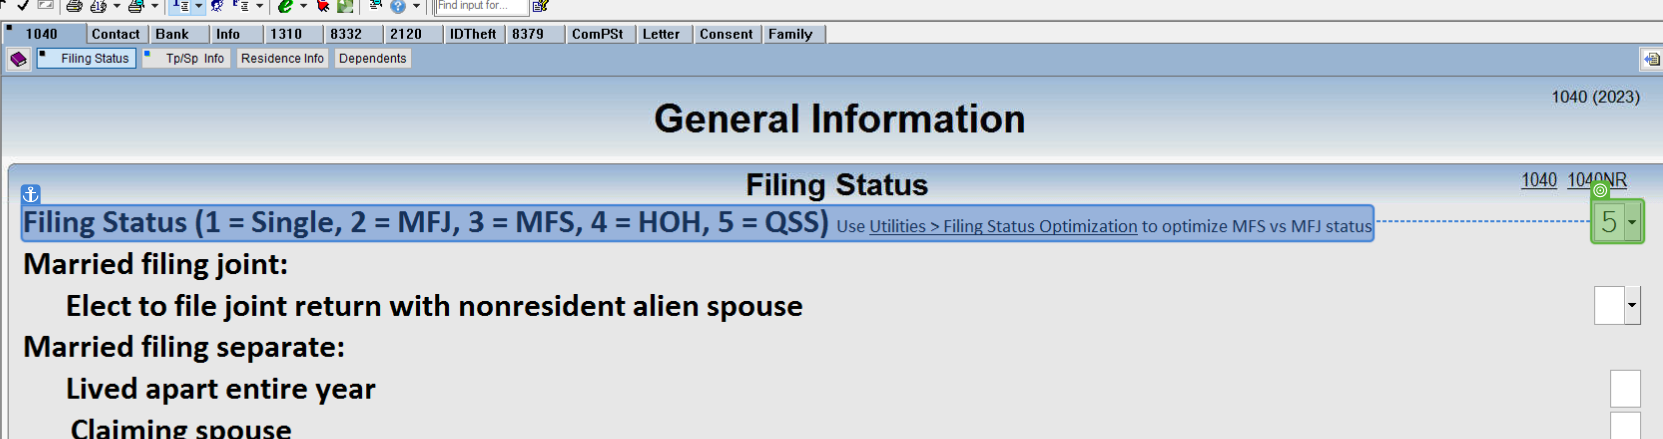 Find input for...
1040 Contact Bank Info 1310 8332 2120 IDTheft 8379 ComPSt Letter Consent Family
Filing Status Tp/Sp Info Residence Info Dependents
1040 (2023)
General Information
Filing Status
1040 1040NR
Filing Status (1 = Single, 2 = MFJ, 3 = MFS, 4 = HOH, 5 = QSS) Use Utilities > Filing Status Optimization to optimize MFS vs MFJ status 5
Married filing joint:
Elect to file joint return with nonresident alien spouse
Married filing separate:
Lived apart entire year
Claiming spouse